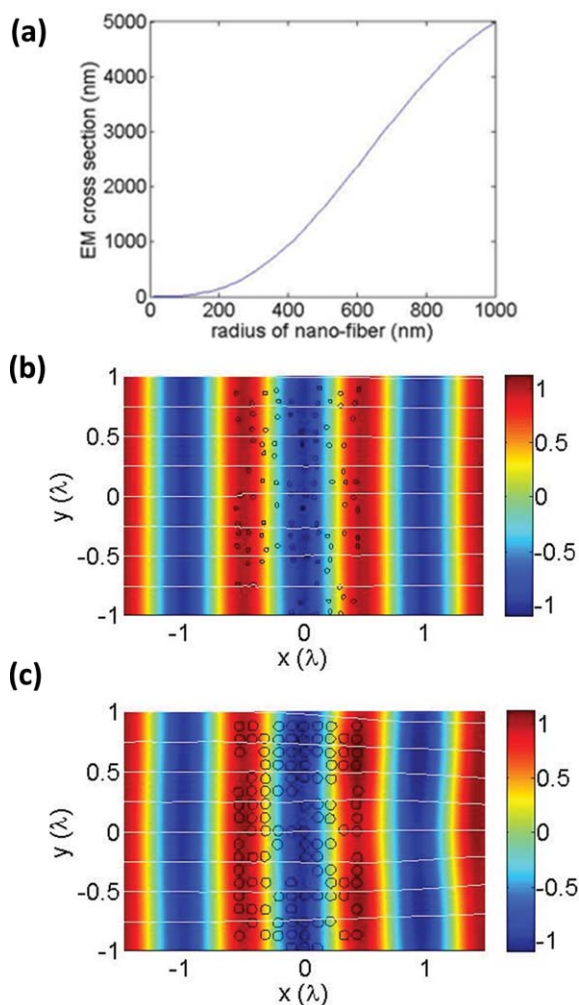 (a)
5000
4000
3000
2000
1000
0
EM cross section (nm)
0 200 400 600 800 1000
radius of nano-fiber (nm)
(b)
1
0.5
0
-0.5
-1
y (λ)
-1 0 1
x (λ)
1
0.5
0
-0.5
-1
(c)
1
0.5
0
-0.5
-1
y (λ)
-1 0 1
x (λ)
1
0.5
0
-0.5
-1